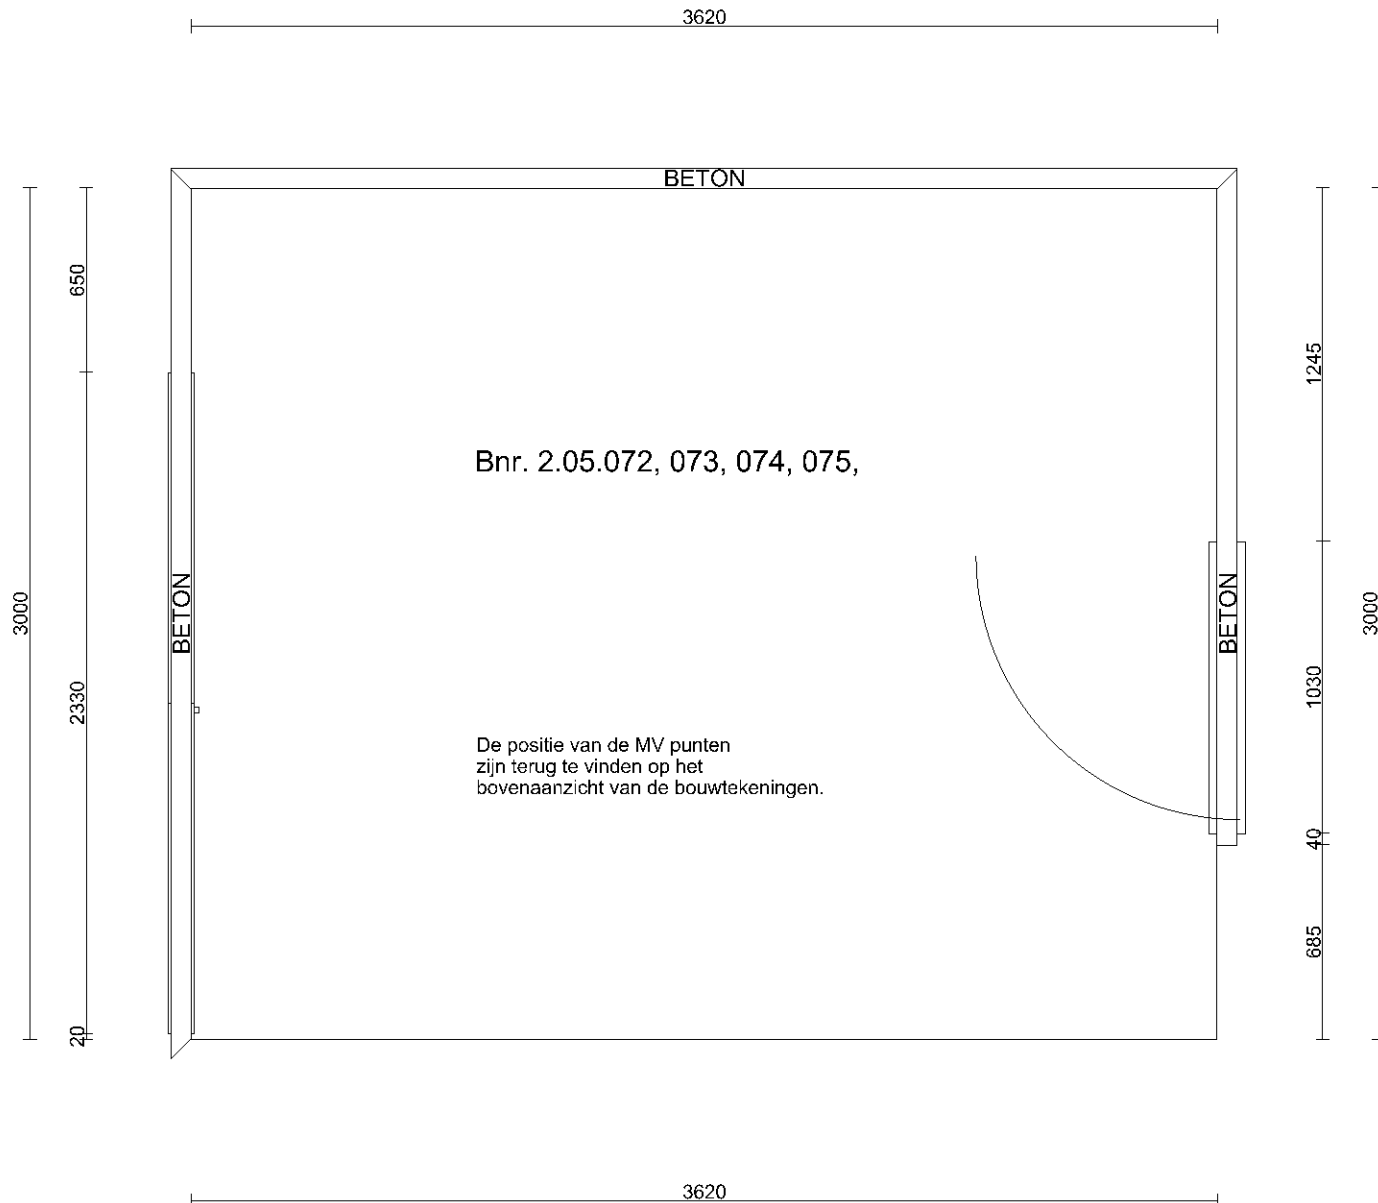 3620
BETON
650
1245
Bnr. 2.05.072, 073, 074, 075,
3000
BETON
BETON
3000
2330
1030
De positie van de MV punten
zijn terug te vinden op het
bovenaanzicht van de bouwtekeningen.
40
685
20
3620